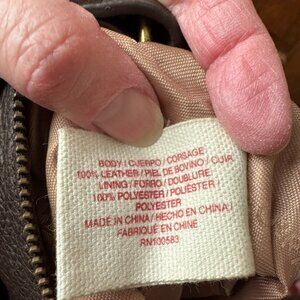 BODY / CUERPO / CORSAGE
100% LEATHER / PIEL DE BOVINO / CUIR
LINING / FORRO / DOUBLURE
100% POLYESTER / POLIÉSTER /
POLYESTER
MADE IN CHINA / HECHO EN CHINA /
FABRIQUÉ EN CHINE
RN100583